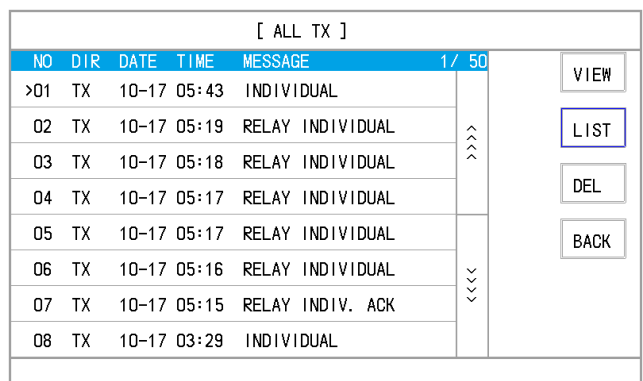 [ ALL TX ]
NO DIR DATE TIME MESSAGE 1/ 50
>01 TX 10-17 05:43 INDIVIDUAL
02 TX 10-17 05:19 RELAY INDIVIDUAL
03 TX 10-17 05:18 RELAY INDIVIDUAL
04 TX 10-17 05:17 RELAY INDIVIDUAL
05 TX 10-17 05:17 RELAY INDIVIDUAL
06 TX 10-17 05:16 RELAY INDIVIDUAL
07 TX 10-17 05:15 RELAY INDIV. ACK
08 TX 10-17 03:29 INDIVIDUAL
VIEW
LIST
DEL
BACK